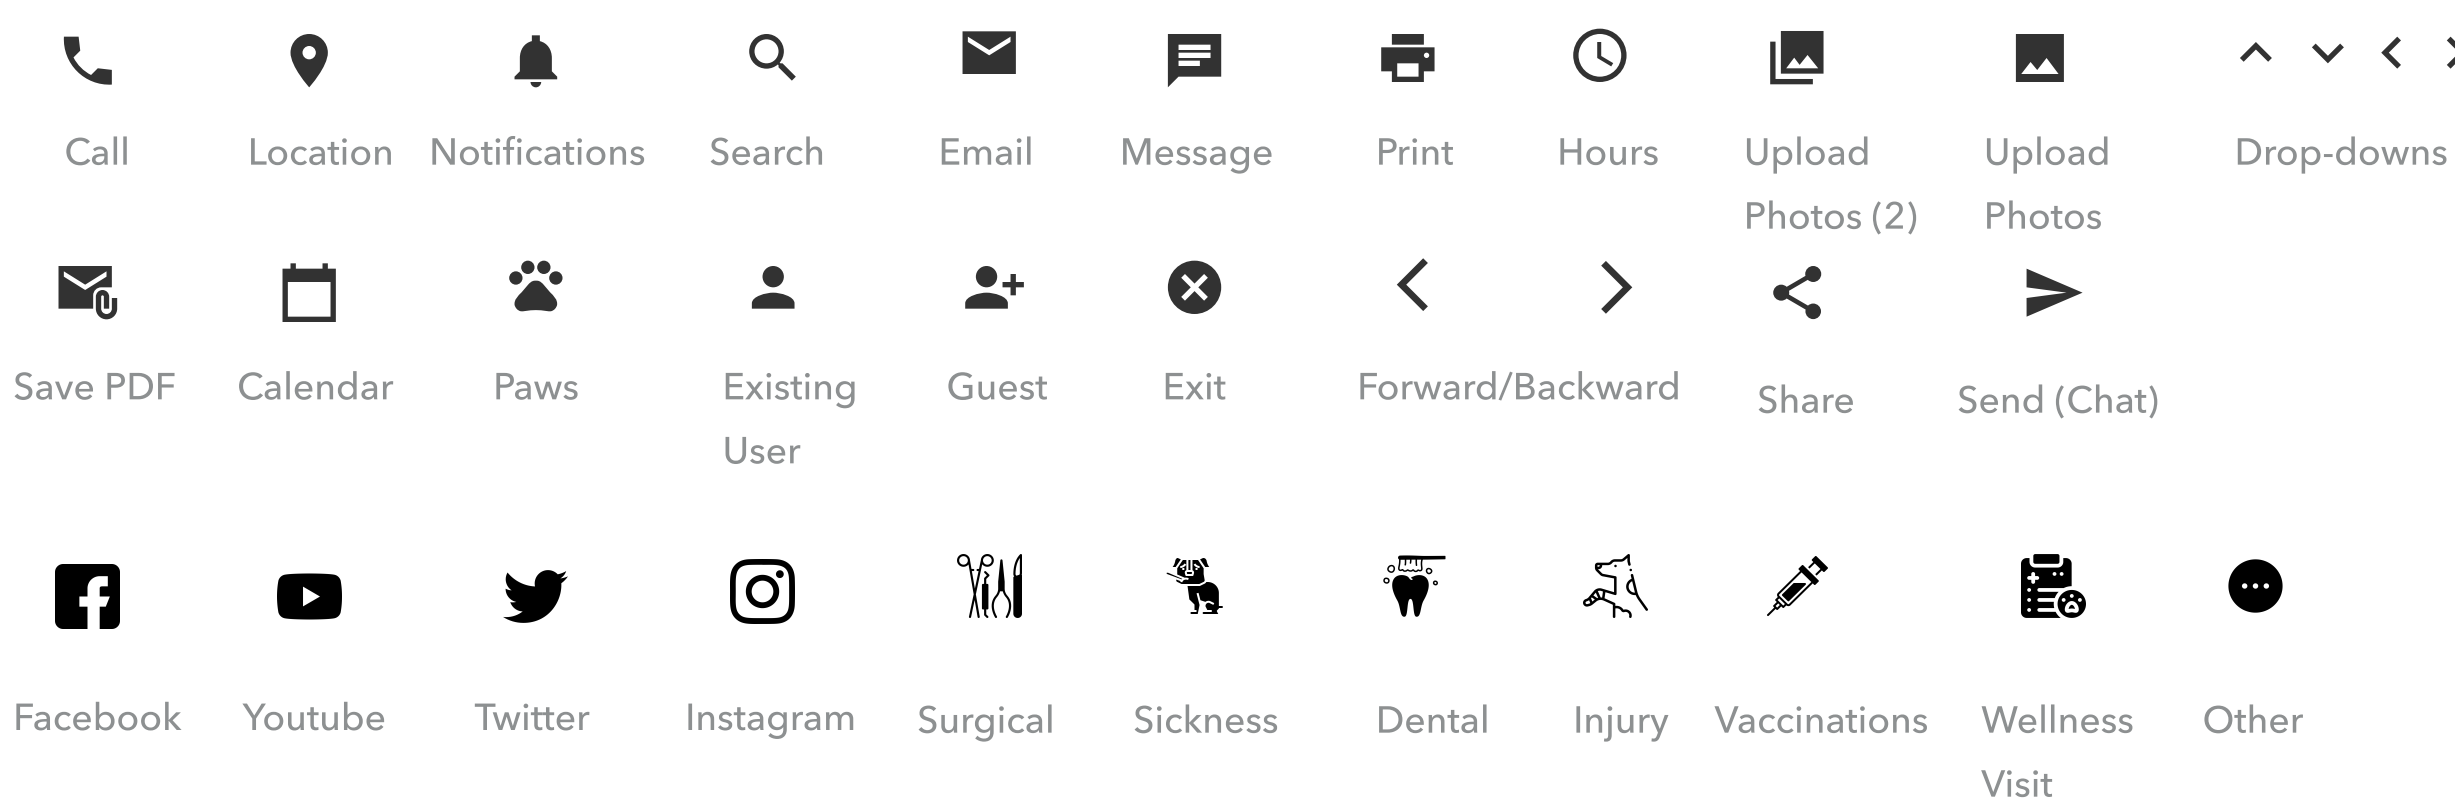 Call
Location
Notifications
Search
Email
Message
Print
Hours
Upload
Photos (2)
Upload
Photos
Drop-downs
Save PDF
Calendar
Paws
Existing
User
Guest
Exit
Forward/Backward
Share
Send (Chat)
Facebook
Youtube
Twitter
Instagram
Surgical
Sickness
Dental
Injury
Vaccinations
Wellness
Visit
Other